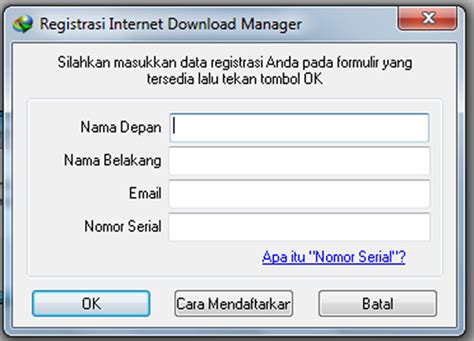 Registrasi Internet Download Manager
Silahkan masukkan data registrasi Anda pada formulir yang
tersedia lalu tekan tombol OK
Nama Depan
Nama Belakang
Email
Nomor Serial
Apa itu "Nomor Serial"?
OK
Cara Mendaftarkar
Batal